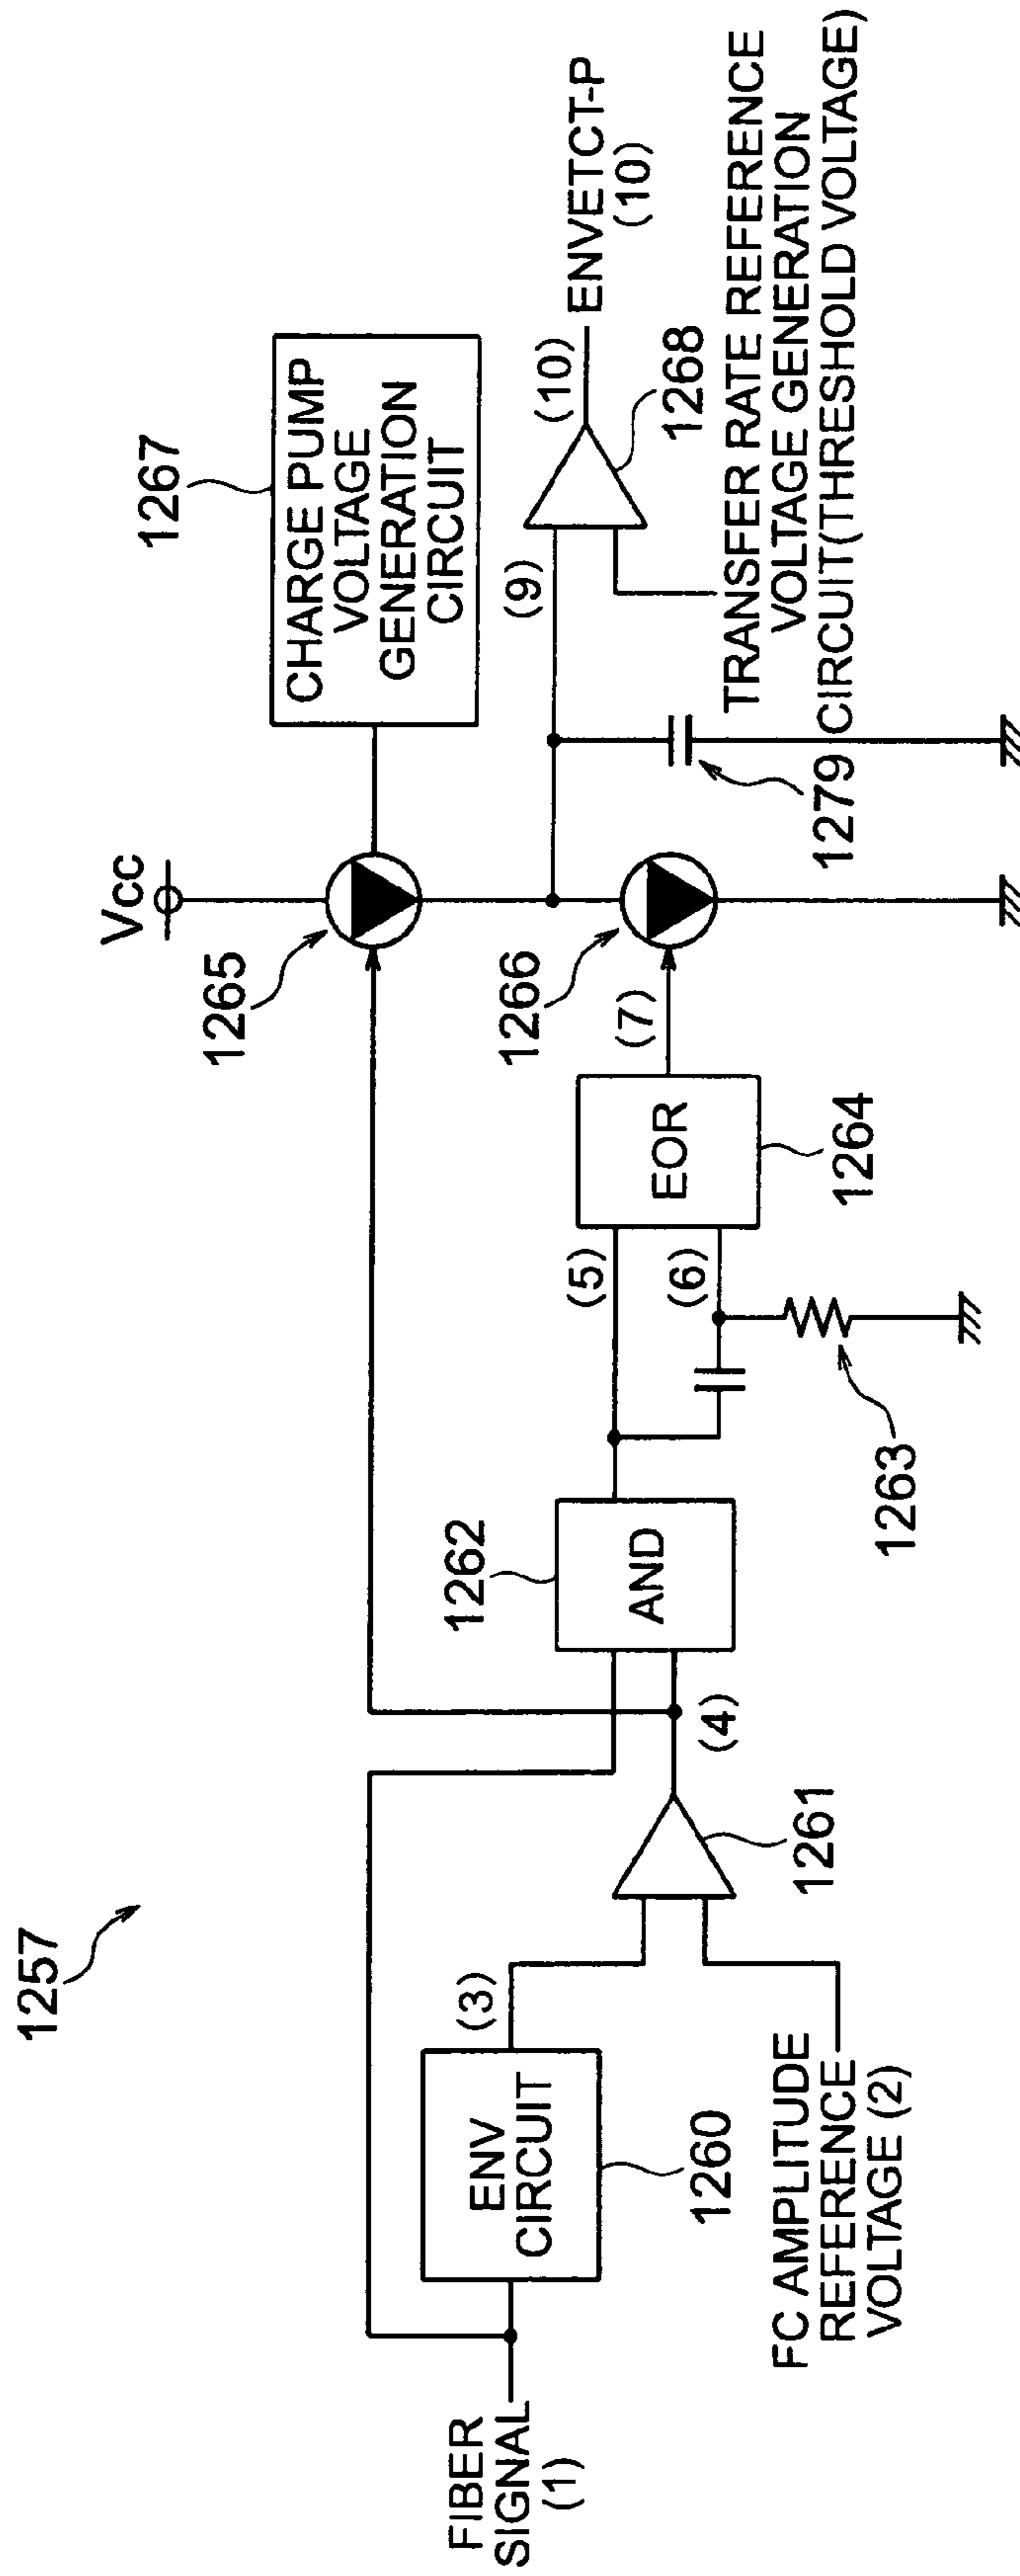 1257
FIBER
SIGNAL
(1)
ENV
CIRCUIT
1260
(3)
FC AMPLITUDE
REFERENCE
VOLTAGE (2)
1261
(4)
1262
AND
(5)
(6)
1263
EOR
1264
(7)
Vcc
1265
1266
1267
CHARGE PUMP
VOLTAGE
GENERATION
CIRCUIT
(9)
1279
1268
(10)
ENVETCT-P
(10)
TRANSFER RATE REFERENCE
VOLTAGE GENERATION
CIRCUIT(THRESHOLD VOLTAGE)